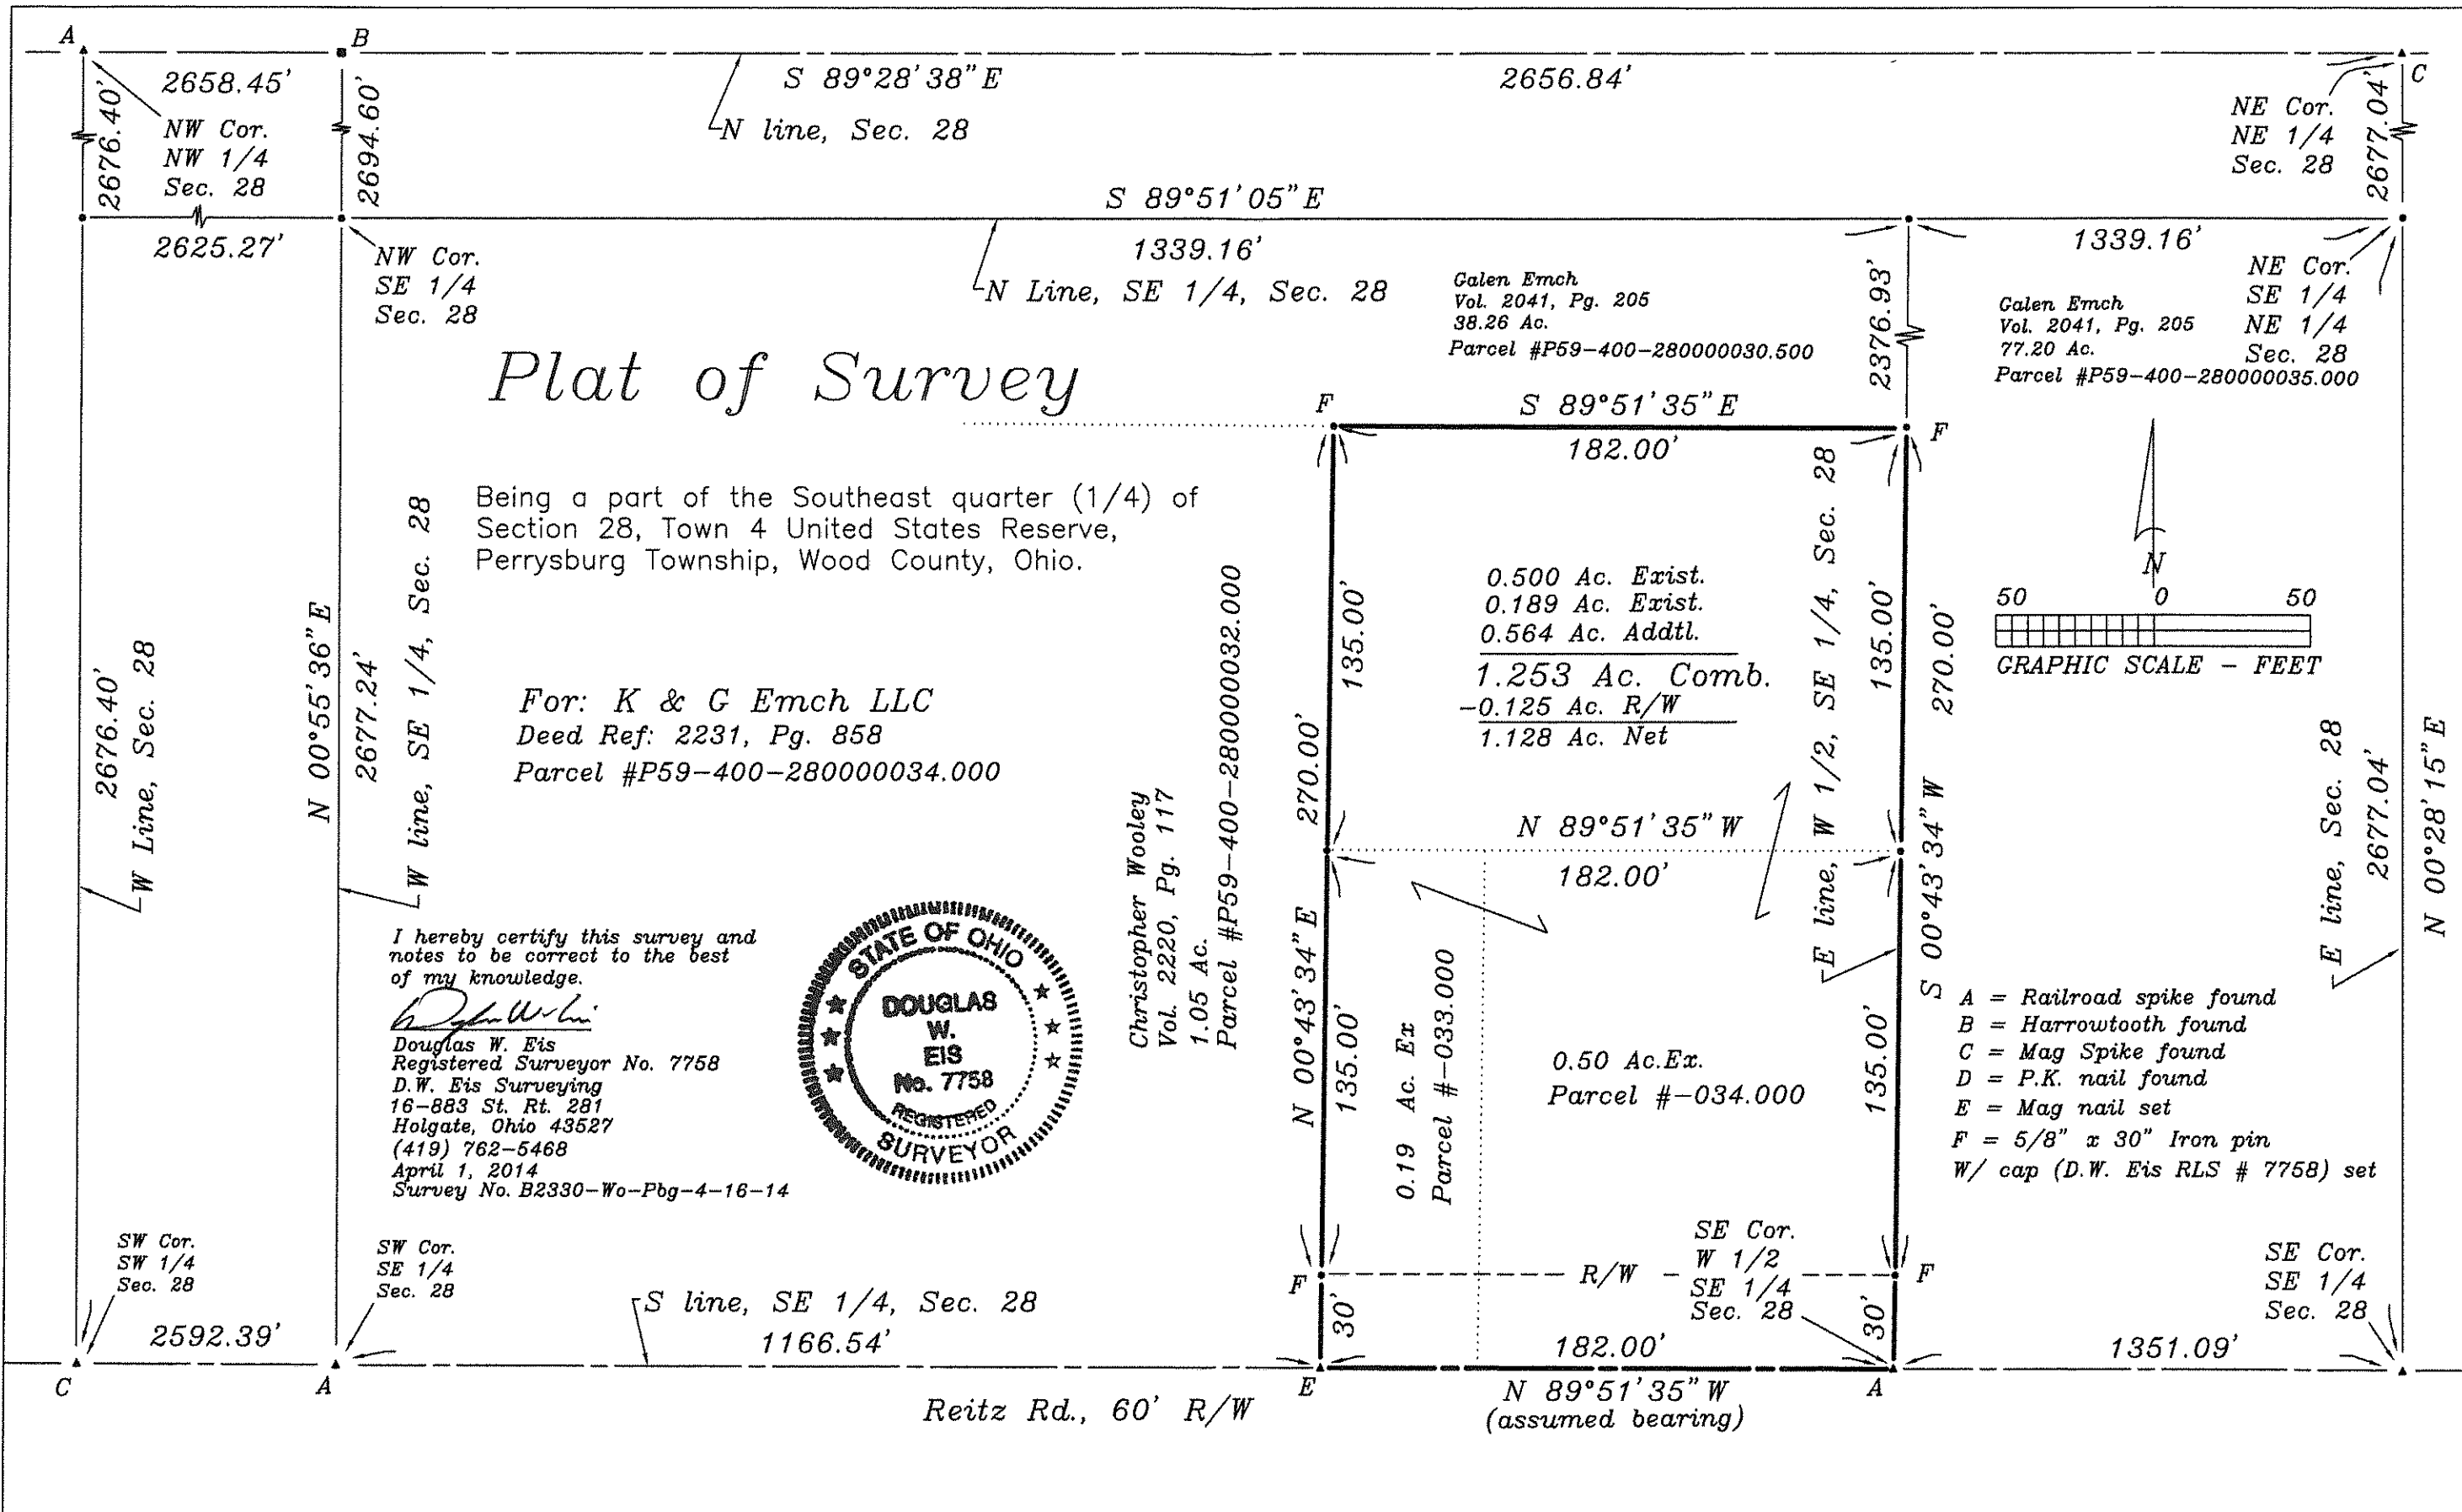 A
B
2658.45'
S 89°28'38"E
2656.84'
C
N line, Sec. 28
2676.40'
NW Cor.
NW 1/4
Sec. 28
2694.60'
NE Cor.
NE 1/4
Sec. 28
2677.04'
S 89°51'05"E
2625.27'
1339.16'
1339.16'
N Line, SE 1/4, Sec. 28
NW Cor.
SE 1/4
Sec. 28
Galen Emch
Vol. 2041, Pg. 205
38.26 Ac.
Parcel #P59-400-280000030.500
2376.93'
Galen Emch
Vol. 2041, Pg. 205
77.20 Ac.
Parcel #P59-400-280000035.000
NE Cor.
SE 1/4
NE 1/4
Sec. 28
Plat of Survey
F
S 89°51'35"E
182.00'
F
Being a part of the Southeast quarter (1/4) of
Section 28, Town 4 United States Reserve,
Perrysburg Township, Wood County, Ohio.
For: K & G Emch LLC
Deed Ref: 2231, Pg. 858
Parcel #P59-400-280000034.000
2676.40'
W Line, Sec. 28
N 00°55'36"E
2677.24'
W line, SE 1/4, Sec. 28
Christopher Wooley
Vol. 2220, Pg. 117
1.05 Ac.
Parcel #P59-400-280000032.000
270.00'
135.00'
0.500 Ac. Exist.
0.189 Ac. Exist.
0.564 Ac. Addtl.
1.253 Ac. Comb.
-0.125 Ac. R/W
1.128 Ac. Net
E line, W 1/2, SE 1/4, Sec. 28
135.00'
270.00'
S 00°43'34"W
N
50 0 50
GRAPHIC SCALE - FEET
E line, Sec. 28
2677.04'
N 00°28'15"E
N 89°51'35"W
182.00'
I hereby certify this survey and
notes to be correct to the best
of my knowledge.
Douglas W. Eis
Registered Surveyor No. 7758
D.W. Eis Surveying
16-883 St. Rt. 281
Holgate, Ohio 43527
(419) 762-5468
April 1, 2014
Survey No. B2330-Wo-Pbg-4-16-14
STATE OF OHIO
DOUGLAS
W.
EIS
No. 7758
REGISTERED
SURVEYOR
N 00°43'34"E
135.00'
0.19 Ac. Ex
Parcel #-033.000
0.50 Ac.Ex.
Parcel #-034.000
135.00'
A = Railroad spike found
B = Harrowtooth found
C = Mag Spike found
D = P.K. nail found
E = Mag nail set
F = 5/8" x 30" Iron pin
W/ cap (D.W. Eis RLS # 7758) set
SW Cor.
SW 1/4
Sec. 28
SW Cor.
SE 1/4
Sec. 28
F
R/W
SE Cor.
W 1/2
SE 1/4
Sec. 28
F
SE Cor.
SE 1/4
Sec. 28
S line, SE 1/4, Sec. 28
2592.39'
1166.54'
30'
182.00'
30'
1351.09'
C
A
E
N 89°51'35"W
(assumed bearing)
A
Reitz Rd., 60' R/W